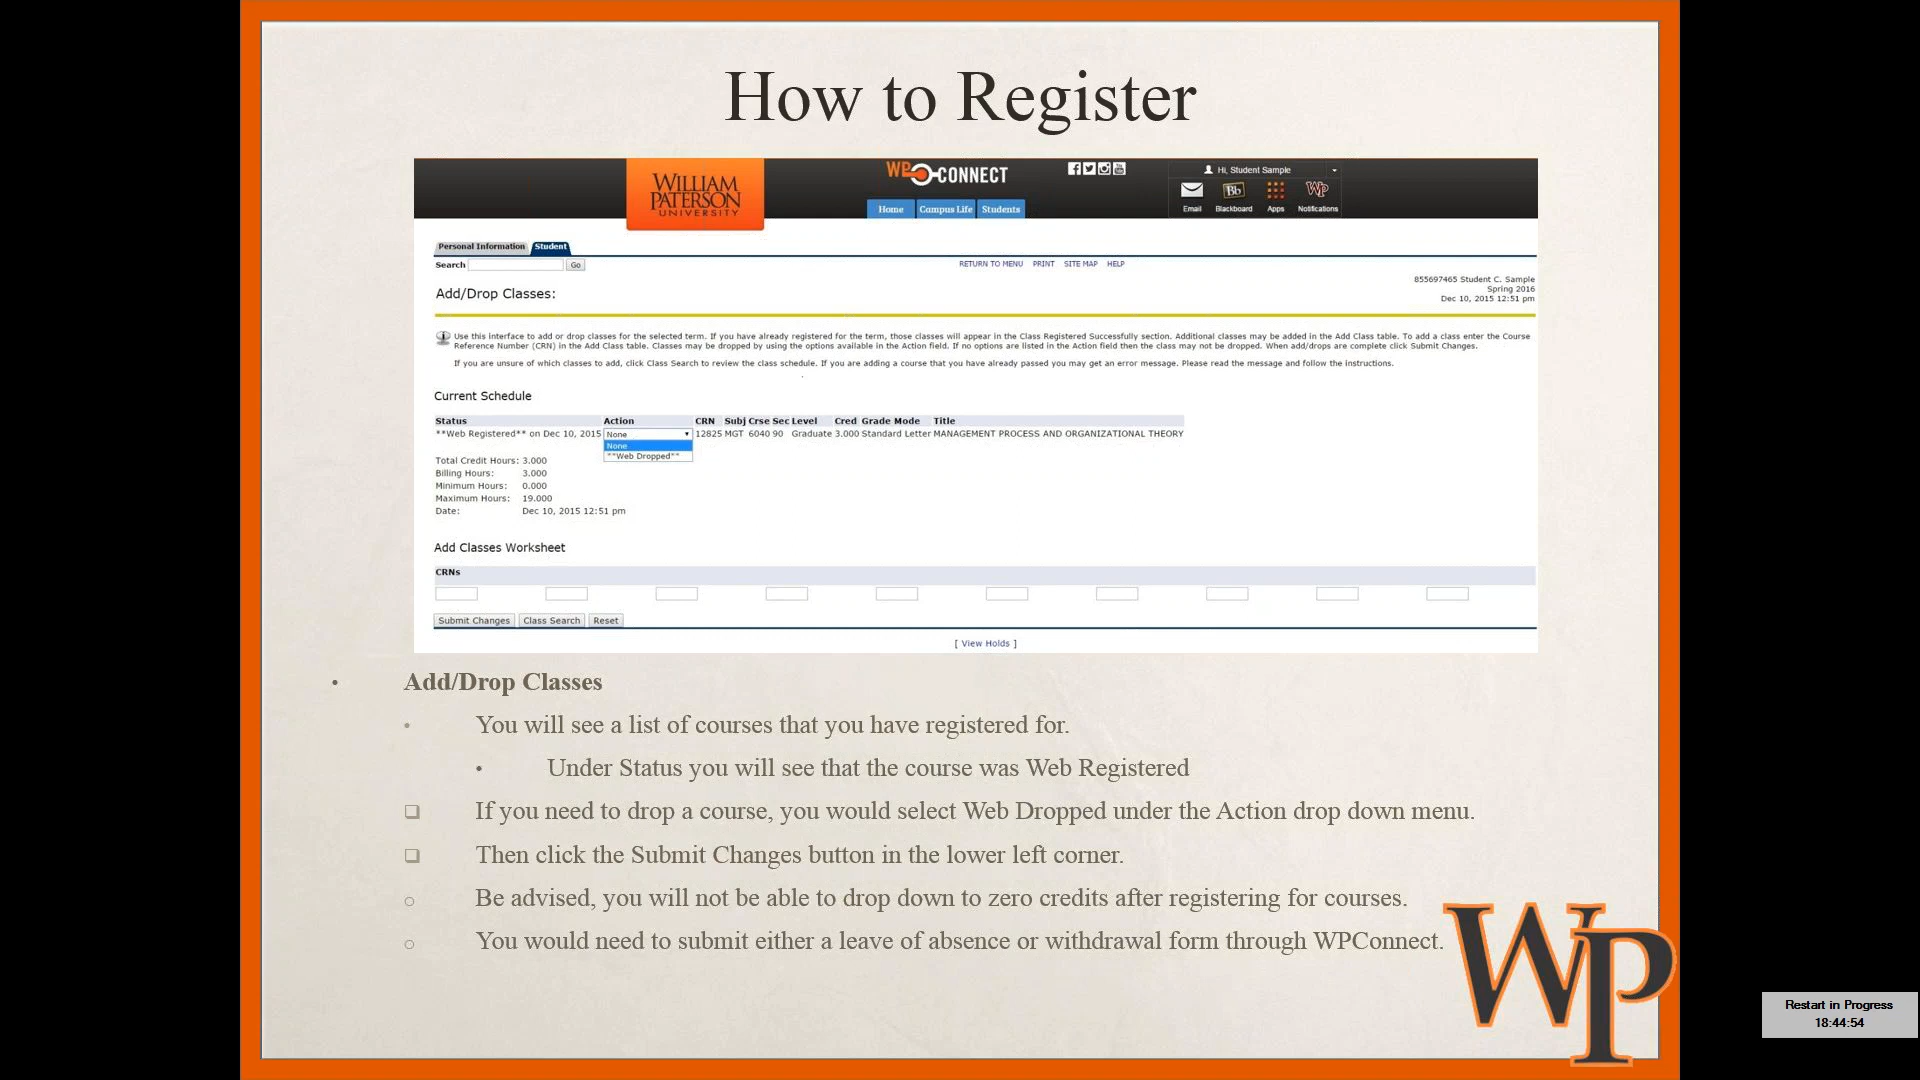 How to Register
WILLIAM
PATERSON
UNIVERSITY
WP CONNECT
Home Campus Life Students
Hi, Student Sample
Bb WP
Email Blackboard Apps Notifications
Personal Information Student
Search Go
RETURN TO MENU PRINT SITE MAP HELP
855697465 Student C. Sample
Spring 2016
Dec 10, 2015 12:51 pm
Add/Drop Classes:
Use this interface to add or drop classes for the selected term. If you have already registered for the term, those classes will appear in the Class Registered Successfully section. Additional classes may be added in the Add Class table. To add a class enter the Course
Reference Number (CRN) in the Add Class table. Classes may be dropped by using the options available in the Action field. If no options are listed in the Action field then the class may not be dropped. When add/drops are complete click Submit Changes.
If you are unsure of which classes to add, click Class Search to review the class schedule. If you are adding a course that you have already passed you may get an error message. Please read the message and follow the instructions.
Current Schedule
Status Action CRN Subj Crse Sec Level Cred Grade Mode Title
**Web Registered** on Dec 10, 2015 None 12825 MGT 6040 90 Graduate 3.000 Standard Letter MANAGEMENT PROCESS AND ORGANIZATIONAL THEORY
None
**Web Dropped**
Total Credit Hours: 3.000
Billing Hours: 3.000
Minimum Hours: 0.000
Maximum Hours: 19.000
Date: Dec 10, 2015 12:51 pm
Add Classes Worksheet
CRNs
Submit Changes Class Search Reset
[ View Holds ]
• Add/Drop Classes
• You will see a list of courses that you have registered for.
• Under Status you will see that the course was Web Registered
❑ If you need to drop a course, you would select Web Dropped under the Action drop down menu.
❑ Then click the Submit Changes button in the lower left corner.
○ Be advised, you will not be able to drop down to zero credits after registering for courses.
○ You would need to submit either a leave of absence or withdrawal form through WPConnect.
WP
Restart in Progress
18:44:54